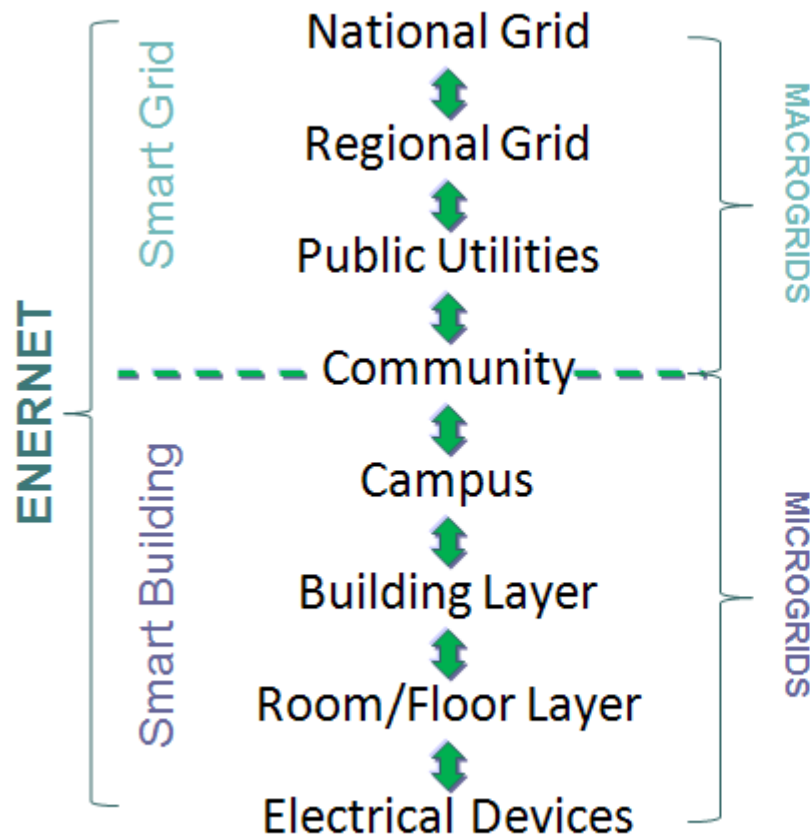 National Grid
Regional Grid
Public Utilities
Community
Campus
Building Layer
Room/Floor Layer
Electrical Devices
ENERNET
Smart Grid
Smart Building
MACROGRIDS
MICROGRIDS